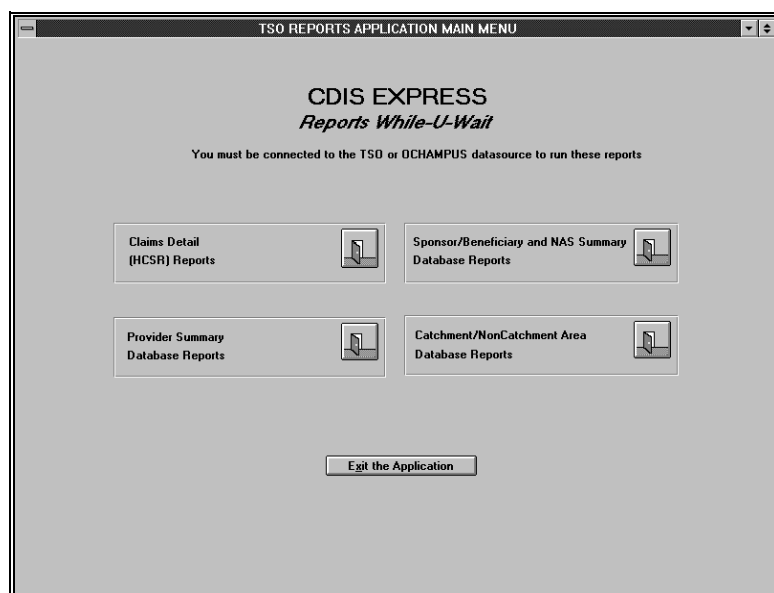 TSO REPORTS APPLICATION MAIN MENU
CDIS EXPRESS
Reports While-U-Wait
You must be connected to the TSO or OCHAMPUS datasource to run these reports
Claims Detail
(HCSR) Reports
Sponsor/Beneficiary and NAS Summary
Database Reports
Provider Summary
Database Reports
Catchment/NonCatchment Area
Database Reports
Exit the Application